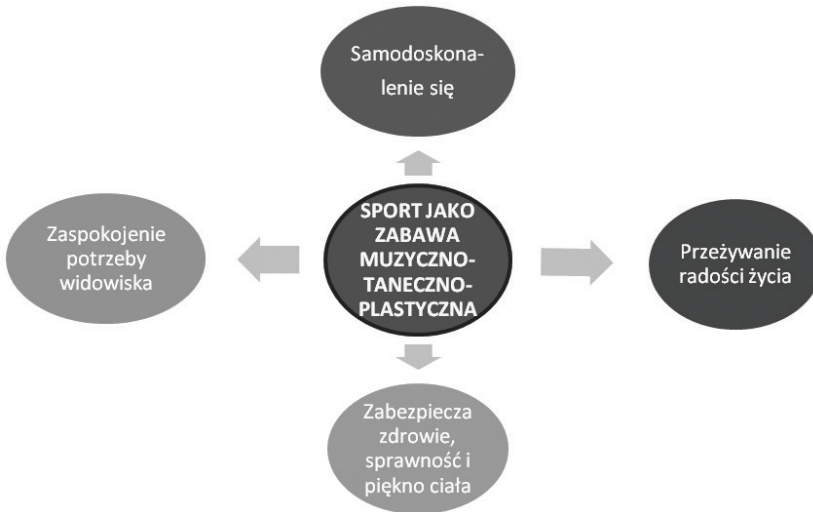 Samodoskona-
lenie się
Zaspokojenie
potrzeby
widowiska
SPORT JAKO
ZABAWA
MUZYCZNO-
TANECZNO-
PLASTYCZNA
Przeżywanie
radości życia
Zabezpiecza
zdrowie,
sprawność i
piękno ciała